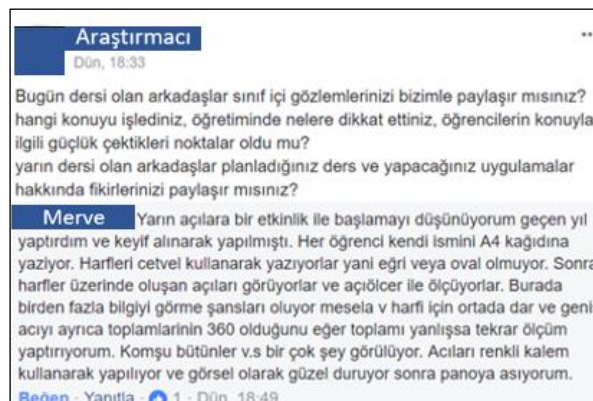 Araştırmacı
Dün, 18:33
Bugün dersi olan arkadaşlar sınıf içi gözlemlerinizi bizimle paylaşır mısınız?
hangi konuyu işlediniz, öğretiminde nelere dikkat ettiniz, öğrencilerin konuyla
ilgili güçlük çektikleri noktalar oldu mu?
yarın dersi olan arkadaşlar planladığınız ders ve yapacağınız uygulamalar
hakkında fikirlerinizi paylaşır mısınız?
Merve Yarın açılara bir etkinlik ile başlamayı düşünüyorum geçen yıl
yaptırdım ve keyif alınarak yapılmıştı. Her öğrenci kendi ismini A4 kağıdına
yazıyor. Harfleri cetvel kullanarak yazıyorlar yani eğri veya oval olmuyor. Sonra
harfler üzerinde oluşan açıları görüyorlar ve açıölcer ile ölçüyorlar. Burada
birden fazla bilgiyi görme şansları oluyor mesela v harfi için ortada dar ve geniş
acıyı ayrıca toplamlarinin 360 olduğunu eğer toplamı yanlışsa tekrar ölçüm
yaptırıyorum. Komşu bütünler v.s bir çok şey görülüyor. Acıları renkli kalem
kullanarak yapılıyor ve görsel olarak güzel duruyor sonra panoya asıyorum.
Beğen · Yanıtla · 1 · Dün, 18:49